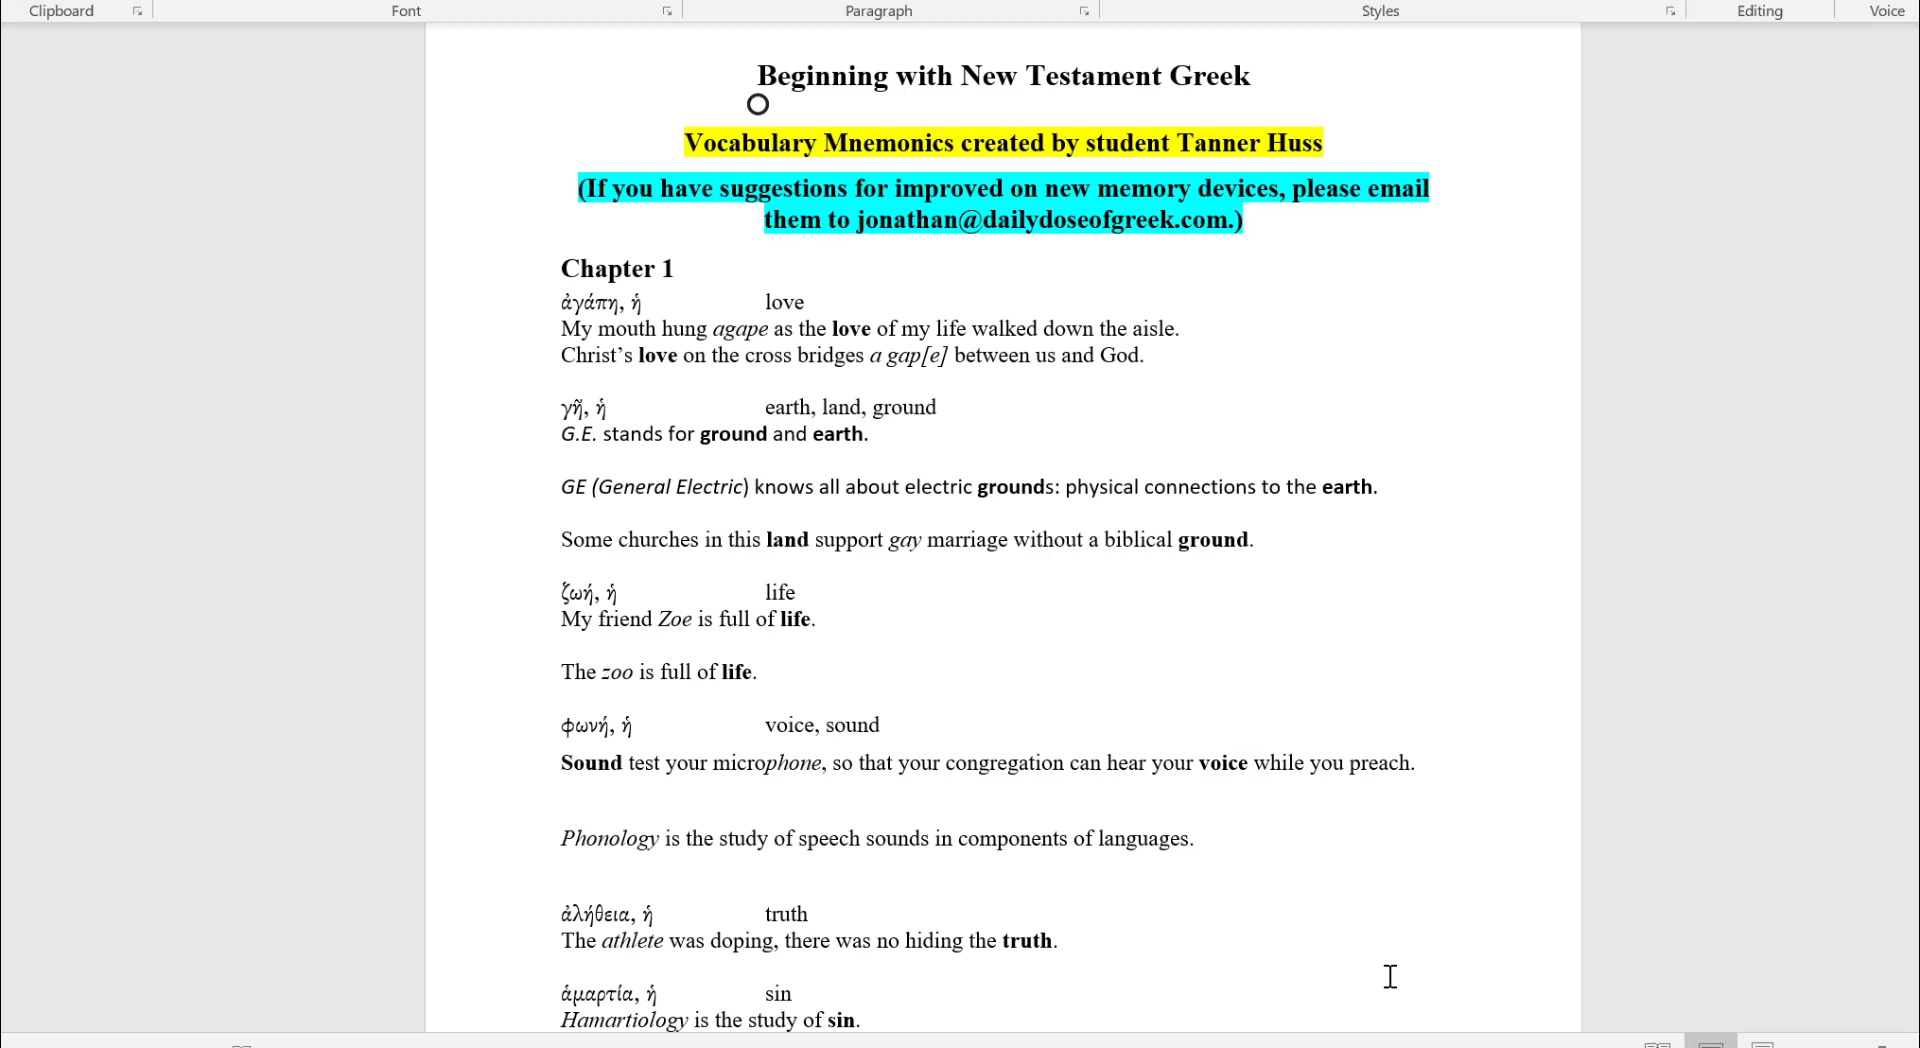 Clipboard Font Paragraph Styles Editing Voice
Beginning with New Testament Greek
Vocabulary Mnemonics created by student Tanner Huss
(If you have suggestions for improved on new memory devices, please email
them to jonathan@dailydoseofgreek.com.)
Chapter 1
ἀγάπη, ἡ love
My mouth hung agape as the love of my life walked down the aisle.
Christ’s love on the cross bridges a gap[e] between us and God.
γῆ, ἡ earth, land, ground
G.E. stands for ground and earth.
GE (General Electric) knows all about electric grounds: physical connections to the earth.
Some churches in this land support gay marriage without a biblical ground.
ζωή, ἡ life
My friend Zoe is full of life.
The zoo is full of life.
φωνή, ἡ voice, sound
Sound test your microphone, so that your congregation can hear your voice while you preach.
Phonology is the study of speech sounds in components of languages.
ἀλήθεια, ἡ truth
The athlete was doping, there was no hiding the truth.
ἁμαρτία, ἡ sin
Hamartiology is the study of sin.